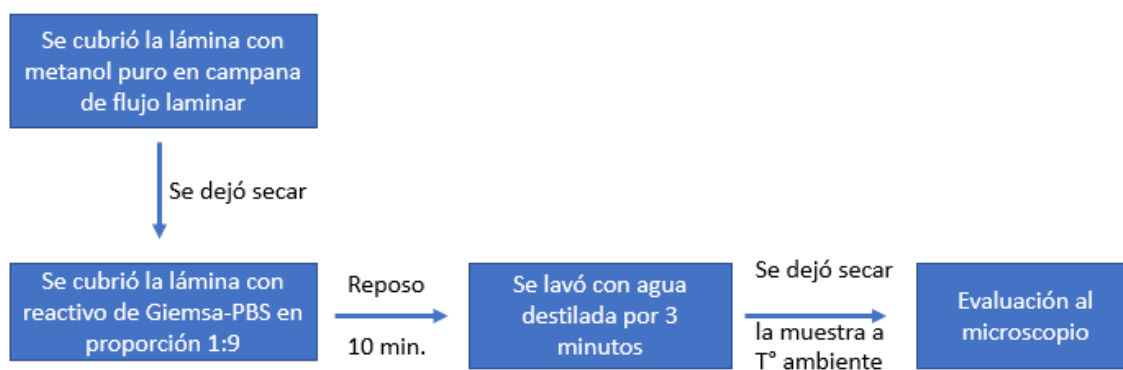 Se cubrió la lámina con
metanol puro en campana
de flujo laminar
Se dejó secar
Se cubrió la lámina con
reactivo de Giemsa-PBS en
proporción 1:9
Reposo
10 min.
Se lavó con agua
destilada por 3
minutos
Se dejó secar
la muestra a
T° ambiente
Evaluación al
microscopio